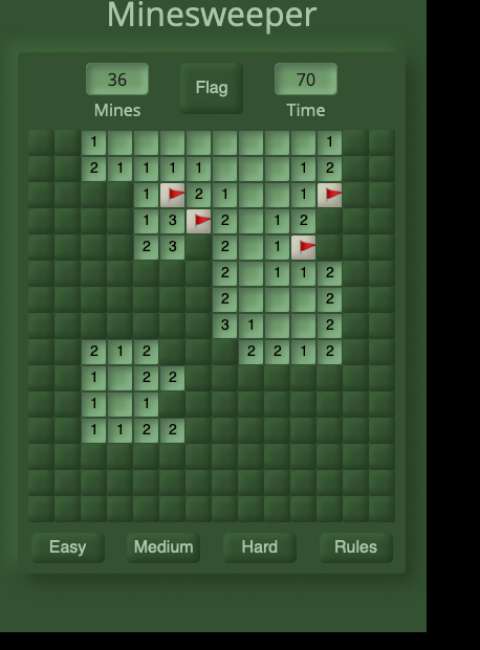 Minesweeper
36 Flag 70
Mines Time
1 1
2 1 1 1 1 1 2
1 2 1 1
1 3 2 1 2
2 3 2 1
2 1 1 2
2 2
3 1 2
2 1 2 2 2 1 2
1 2 2
1 1
1 1 2 2
Easy Medium Hard Rules